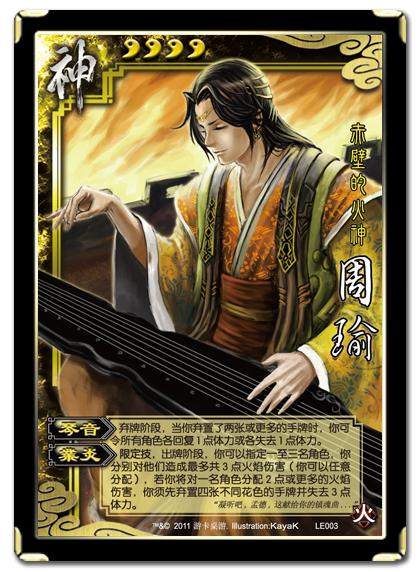 神
赤壁的火神
周瑜
琴音 弃牌阶段，当你弃置了两张或更多的手牌时，你可
令所有角色各回复1点体力或各失去1点体力。
業炎 限定技，出牌阶段，你可以指定一至三名角色，你
分别对他们造成最多共3点火焰伤害（你可以任意
分配），若你将对一名角色分配2点或更多的火焰
伤害，你须先弃置四张不同花色的手牌并失去3点
体力。
“凝听吧，孟德，这献给你的镇魂曲...”
™&© 2011 游卡桌游. Illustration:KayaK LE003
火